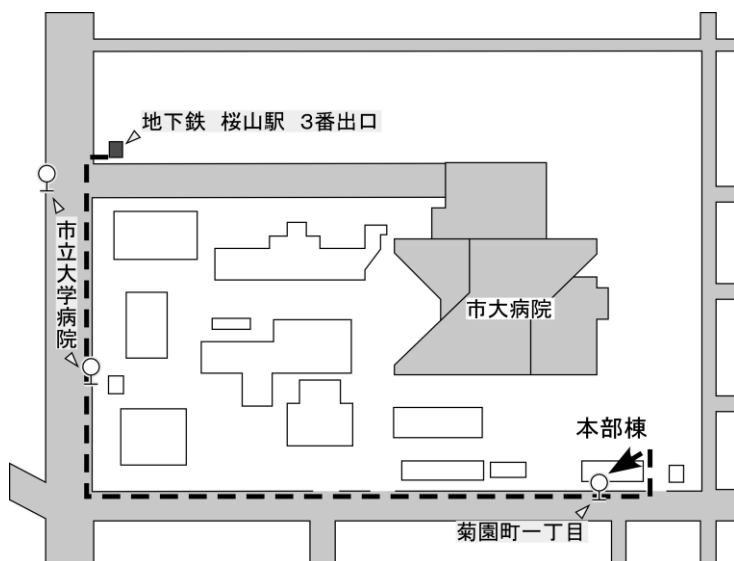 地下鉄 桜山駅 3番出口
市立大学病院
市大病院
本部棟
菊園町一丁目